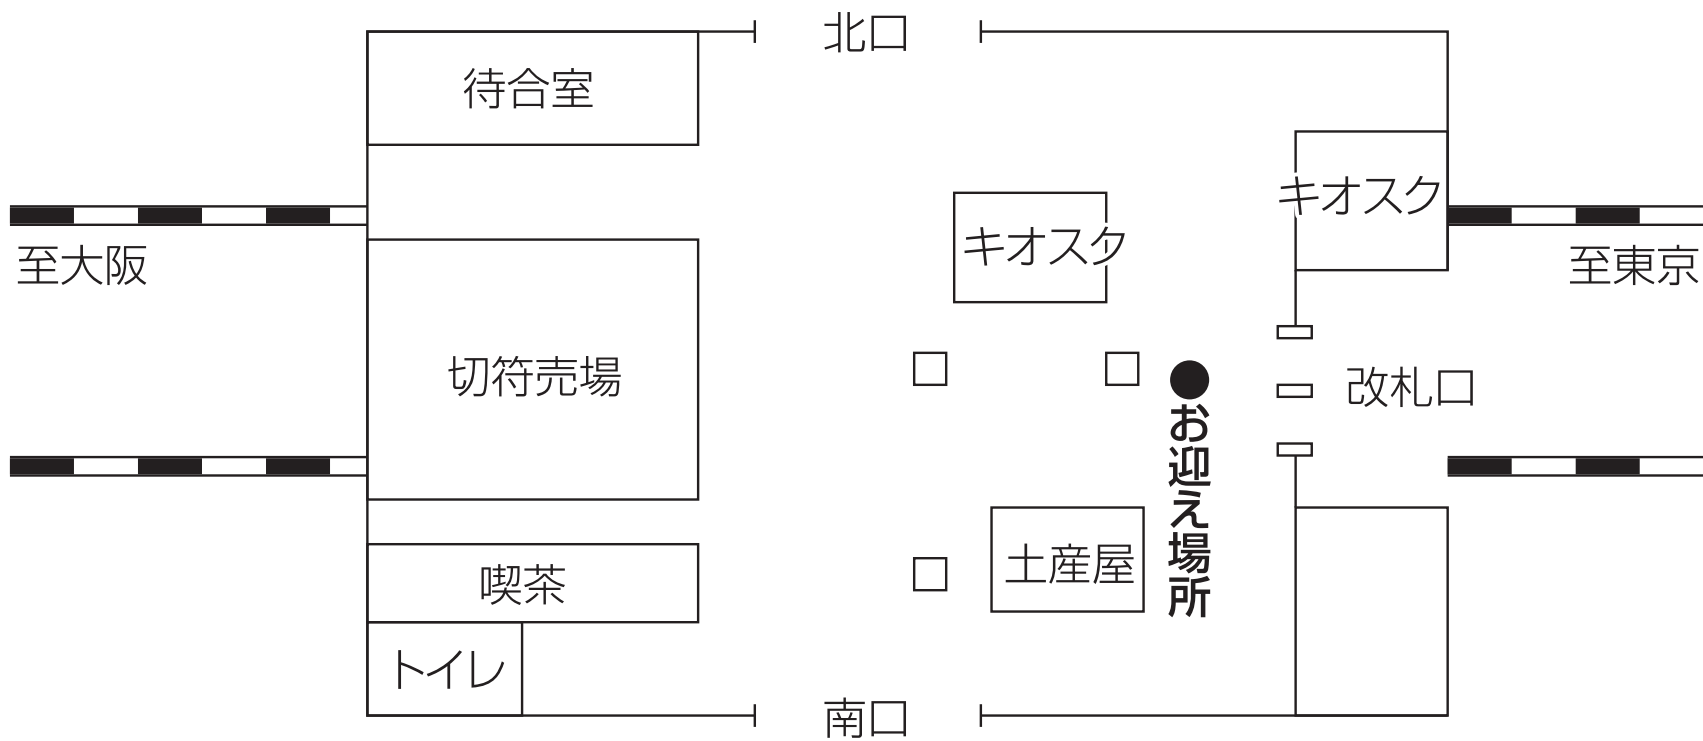 北口
待合室
キオスク
キオスク
至大阪
至東京
切符売場
改札口
●お迎え場所
土産屋
喫茶
トイレ
南口